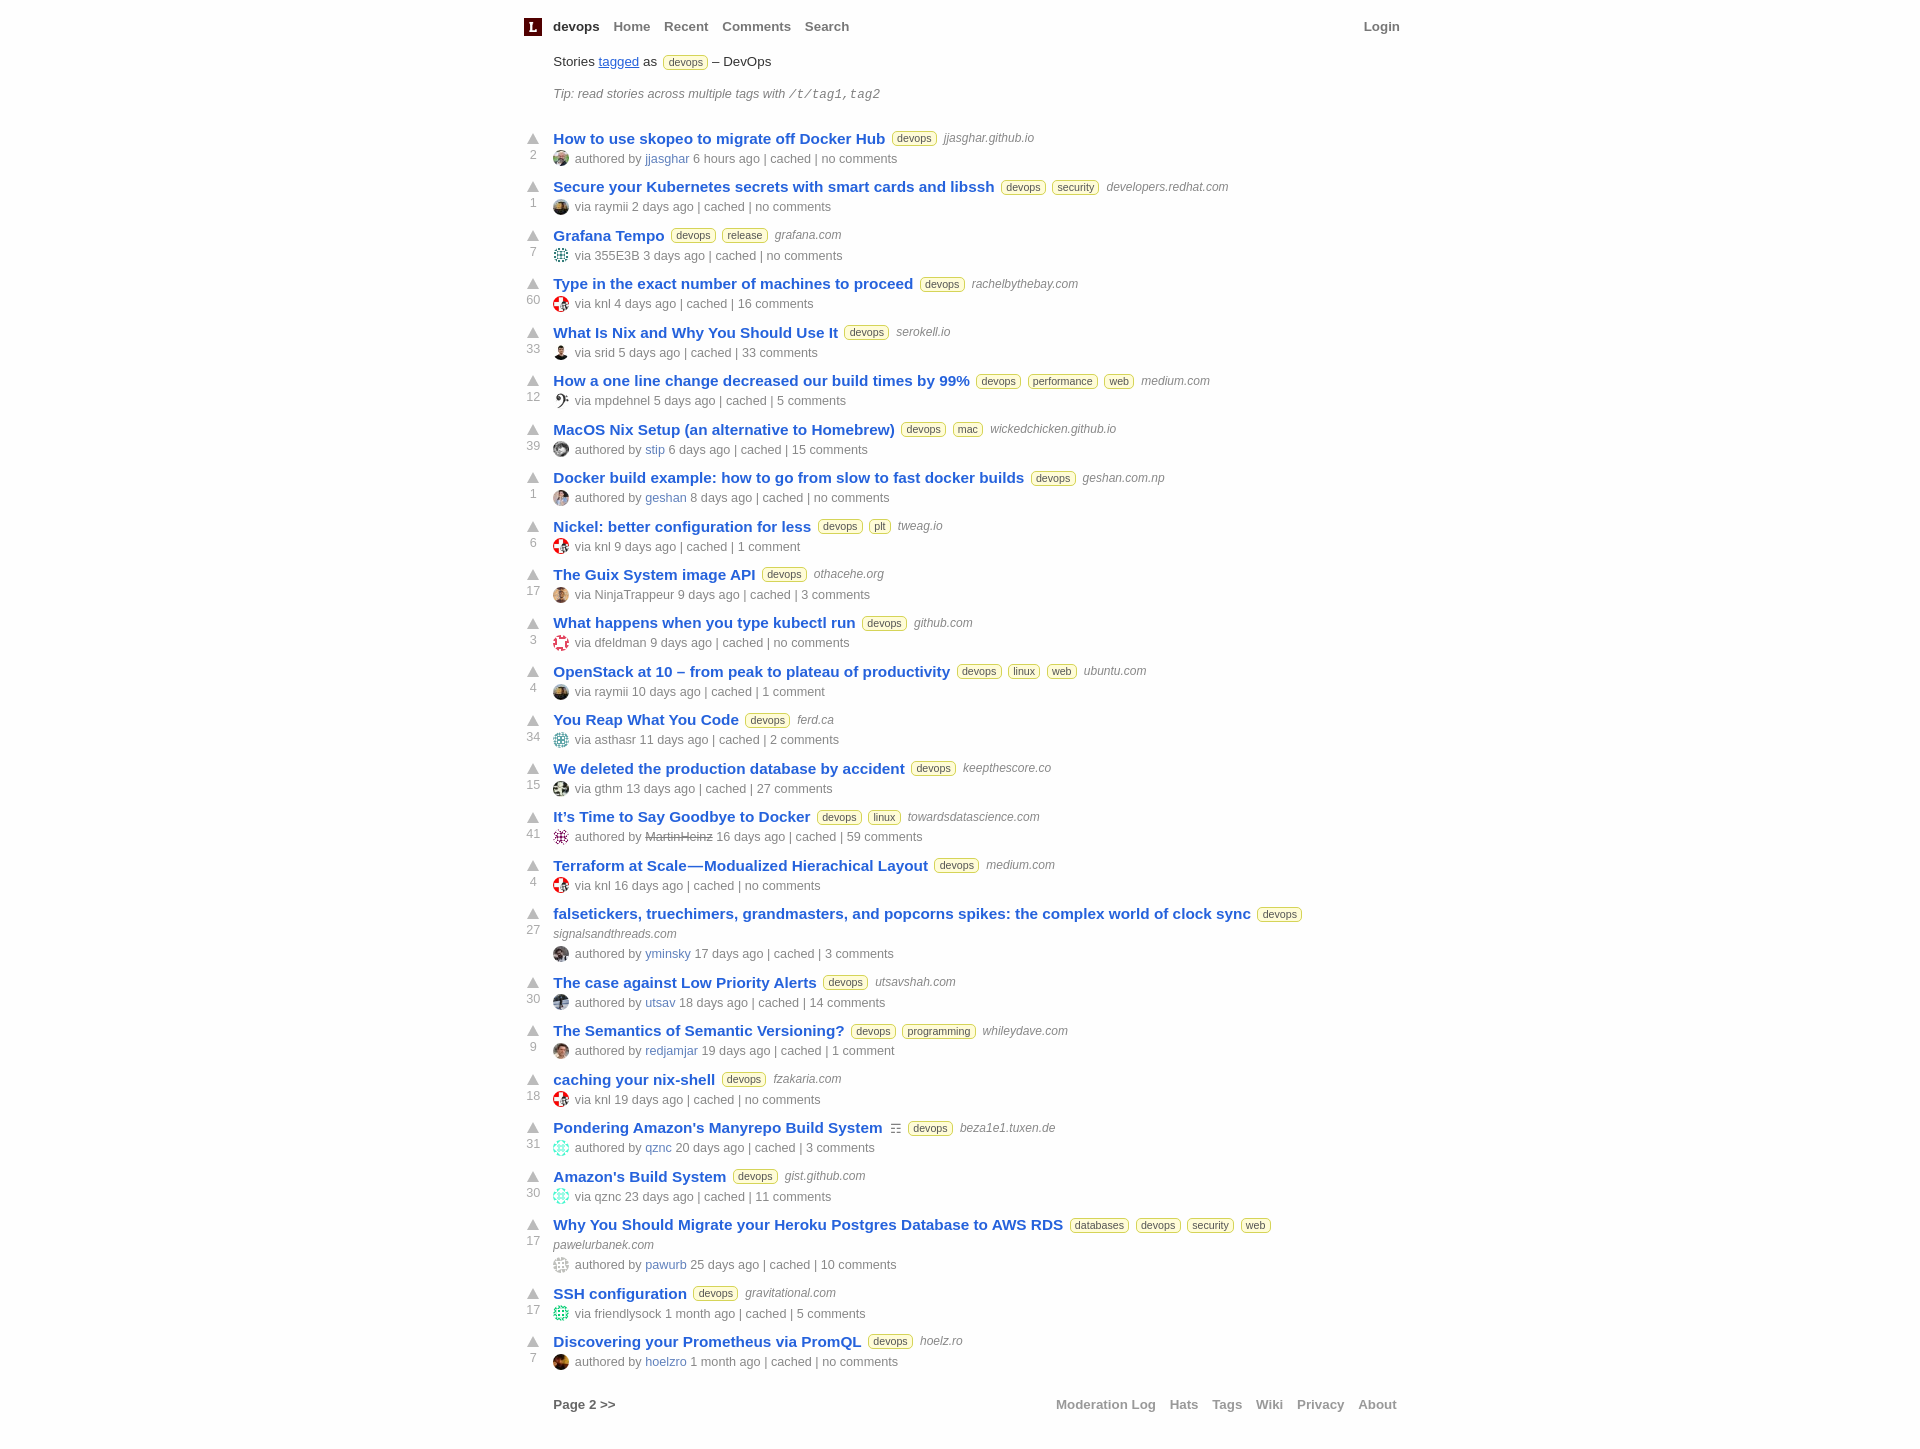 L devops Home Recent Comments Search Login
Stories tagged as devops – DevOps
Tip: read stories across multiple tags with /t/tag1,tag2
How to use skopeo to migrate off Docker Hub devops jjasghar.github.io
2 authored by jjasghar 6 hours ago | cached | no comments
Secure your Kubernetes secrets with smart cards and libssh devops security developers.redhat.com
1 via raymii 2 days ago | cached | no comments
Grafana Tempo devops release grafana.com
7 via 355E3B 3 days ago | cached | no comments
Type in the exact number of machines to proceed devops rachelbythebay.com
60 via knl 4 days ago | cached | 16 comments
What Is Nix and Why You Should Use It devops serokell.io
33 via srid 5 days ago | cached | 33 comments
How a one line change decreased our build times by 99% devops performance web medium.com
12 via mpdehnel 5 days ago | cached | 5 comments
MacOS Nix Setup (an alternative to Homebrew) devops mac wickedchicken.github.io
39 authored by stip 6 days ago | cached | 15 comments
Docker build example: how to go from slow to fast docker builds devops geshan.com.np
1 authored by geshan 8 days ago | cached | no comments
Nickel: better configuration for less devops plt tweag.io
6 via knl 9 days ago | cached | 1 comment
The Guix System image API devops othacehe.org
17 via NinjaTrappeur 9 days ago | cached | 3 comments
What happens when you type kubectl run devops github.com
3 via dfeldman 9 days ago | cached | no comments
OpenStack at 10 – from peak to plateau of productivity devops linux web ubuntu.com
4 via raymii 10 days ago | cached | 1 comment
You Reap What You Code devops ferd.ca
34 via asthasr 11 days ago | cached | 2 comments
We deleted the production database by accident devops keepthescore.co
15 via gthm 13 days ago | cached | 27 comments
It’s Time to Say Goodbye to Docker devops linux towardsdatascience.com
41 authored by MartinHeinz 16 days ago | cached | 59 comments
Terraform at Scale — Modualized Hierachical Layout devops medium.com
4 via knl 16 days ago | cached | no comments
falsetickers, truechimers, grandmasters, and popcorns spikes: the complex world of clock sync devops
27 signalsandthreads.com
authored by yminsky 17 days ago | cached | 3 comments
The case against Low Priority Alerts devops utsavshah.com
30 authored by utsav 18 days ago | cached | 14 comments
The Semantics of Semantic Versioning? devops programming whileydave.com
9 authored by redjamjar 19 days ago | cached | 1 comment
caching your nix-shell devops fzakaria.com
18 via knl 19 days ago | cached | no comments
Pondering Amazon's Manyrepo Build System ☶ devops beza1e1.tuxen.de
31 authored by qznc 20 days ago | cached | 3 comments
Amazon's Build System devops gist.github.com
30 via qznc 23 days ago | cached | 11 comments
Why You Should Migrate your Heroku Postgres Database to AWS RDS databases devops security web
17 pawelurbanek.com
authored by pawurb 25 days ago | cached | 10 comments
SSH configuration devops gravitational.com
17 via friendlysock 1 month ago | cached | 5 comments
Discovering your Prometheus via PromQL devops hoelz.ro
7 authored by hoelzro 1 month ago | cached | no comments
Page 2 >> Moderation Log Hats Tags Wiki Privacy About